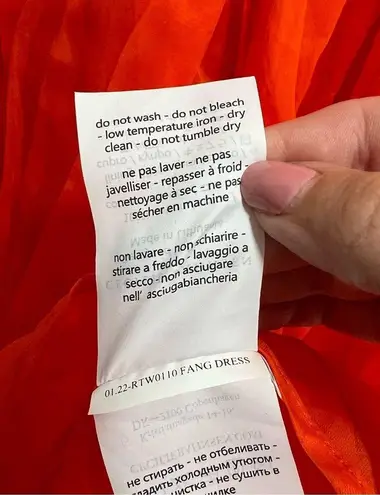 do not wash - do not bleach
- low temperature iron - dry
clean - do not tumble dry
ne pas laver - ne pas
javelliser - repasser à froid -
nettoyage à sec - ne pas
sécher en machine
non lavare - non schiarire -
stirare a freddo - lavaggio a
secco - non asciugare
nell' asciugabiancheria
01.22-RTW0110 FANG DRESS
не стирать - не отбеливать -
гладить холодным утюгом -
чистка - не сушить в